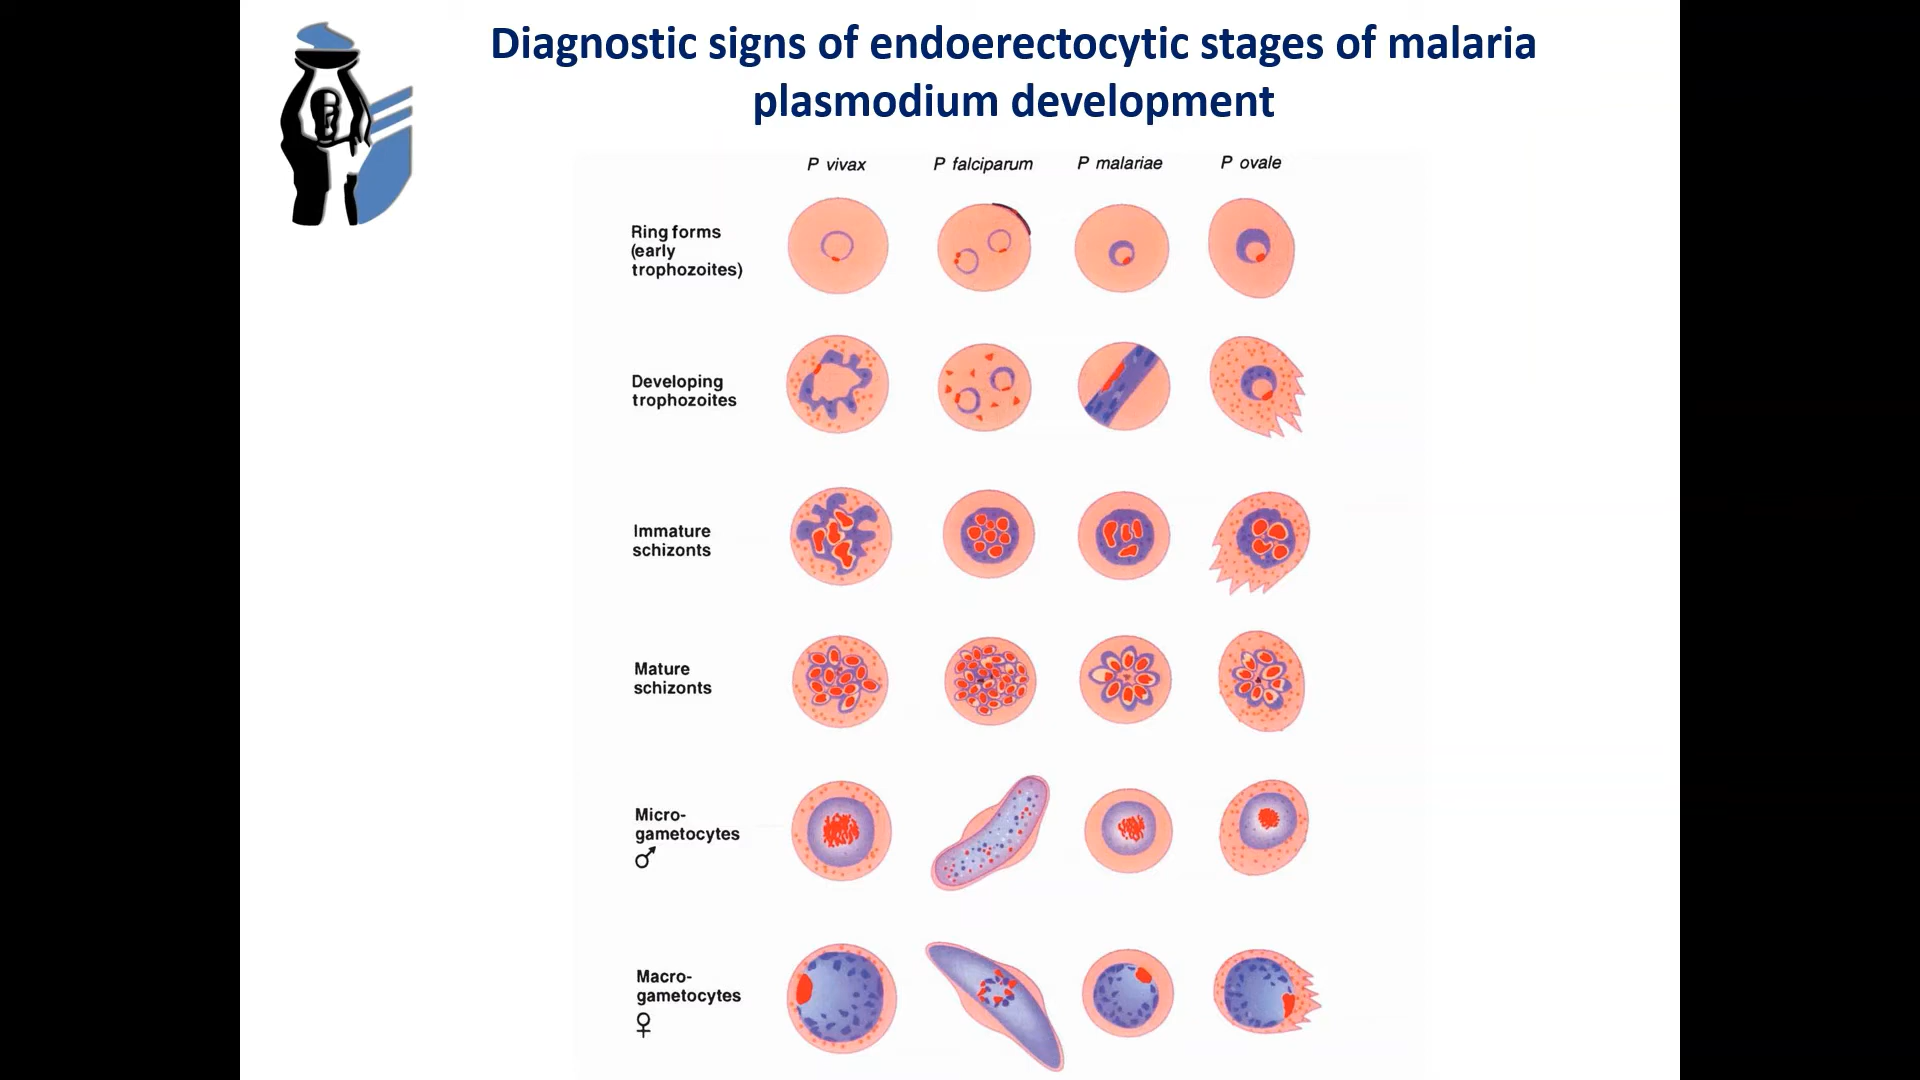 Diagnostic signs of endoerectocytic stages of malaria
plasmodium development
P vivax
P falciparum
P malariae
P ovale
Ring forms
(early
trophozoites)
Developing
trophozoites
Immature
schizonts
Mature
schizonts
Micro-
gametocytes
♂
Macro-
gametocytes
♀